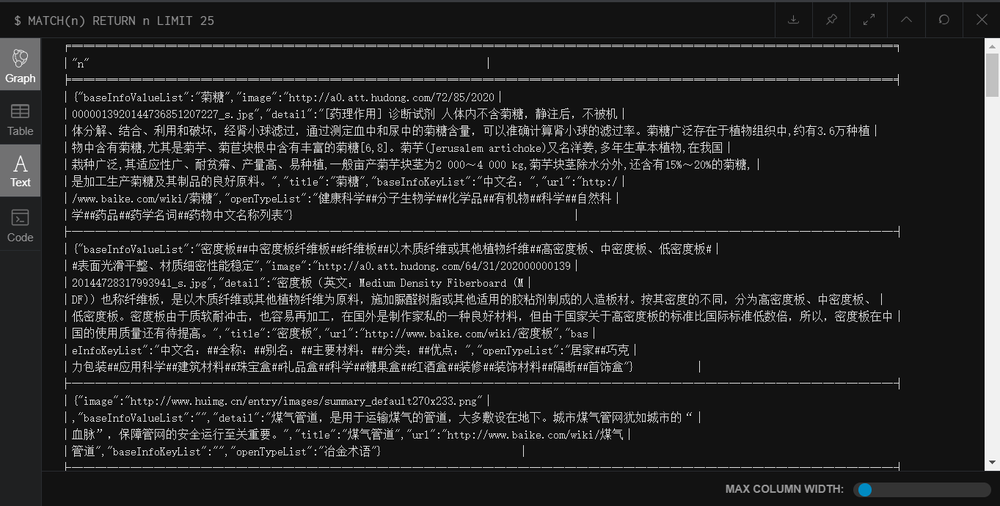 $ MATCH(n) RETURN n LIMIT 25
Graph
Table
Text
Code
"n"
{"baseInfoValueList":"菊糖","image":"http://a0.att.hudong.com/72/85/2020
0000013920144736851207227_s.jpg","detail":"[药理作用] 诊断试剂 人体内不含菊糖，静注后，不被机
体分解、结合、利用和破坏，经肾小球滤过，通过测定血中和尿中的菊糖含量，可以准确计算肾小球的滤过率。菊糖广泛存在于植物组织中,约有3.6万种植
物中含有菊糖,尤其是菊芋、菊苣块根中含有丰富的菊糖[6,8]。菊芋(Jerusalem artichoke)又名洋姜,多年生草本植物,在我国
栽种广泛,其适应性广、耐贫瘠、产量高、易种植,一般亩产菊芋块茎为2 000～4 000 kg,菊芋块茎除水分外,还含有15%～20%的菊糖,
是加工生产菊糖及其制品的良好原料。","title":"菊糖","baseInfoKeyList":"中文名：","url":"http:/
/www.baike.com/wiki/菊糖","openTypeList":"健康科学##分子生物学##化学品##有机物##科学##自然科
学##药品##药学名词##药物中文名称列表"}
{"baseInfoValueList":"密度板##中密度板纤维板##纤维板##以木质纤维或其他植物纤维##高密度板、中密度板、低密度板#
#表面光滑平整、材质细密性能稳定","image":"http://a0.att.hudong.com/64/31/202000000139
20144728317993941_s.jpg","detail":"密度板（英文：Medium Density Fiberboard (M
DF)）也称纤维板，是以木质纤维或其他植物纤维为原料，施加脲醛树脂或其他适用的胶粘剂制成的人造板材。按其密度的不同，分为高密度板、中密度板、
低密度板。密度板由于质软耐冲击，也容易再加工，在国外是制作家私的一种良好材料，但由于国家关于高密度板的标准比国际标准低数倍，所以，密度板在中
国的使用质量还有待提高。","title":"密度板","url":"http://www.baike.com/wiki/密度板","bas
eInfoKeyList":"中文名：##全称：##别名：##主要材料：##分类：##优点：","openTypeList":"居家##巧克
力包装##应用科学##建筑材料##珠宝盒##礼品盒##科学##糖果盒##红酒盒##装修##装饰材料##隔断##首饰盒"}
{"image":"http://www.huimg.cn/entry/images/summary_default270x233.png"
,"baseInfoValueList":"","detail":"煤气管道，是用于运输煤气的管道，大多敷设在地下。城市煤气管网犹如城市的“
血脉”，保障管网的安全运行至关重要。","title":"煤气管道","url":"http://www.baike.com/wiki/煤气
管道","baseInfoKeyList":"","openTypeList":"冶金术语"}
MAX COLUMN WIDTH: